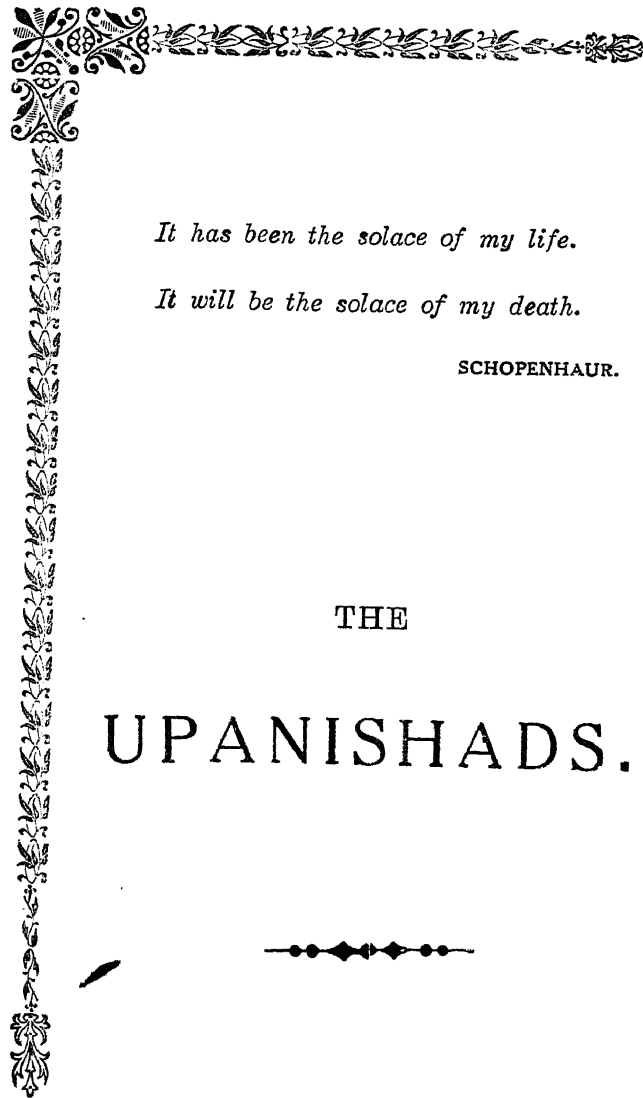 It has been the solace of my life.
It will be the solace of my death.
SCHOPENHAUR.
THE
UPANISHADS.